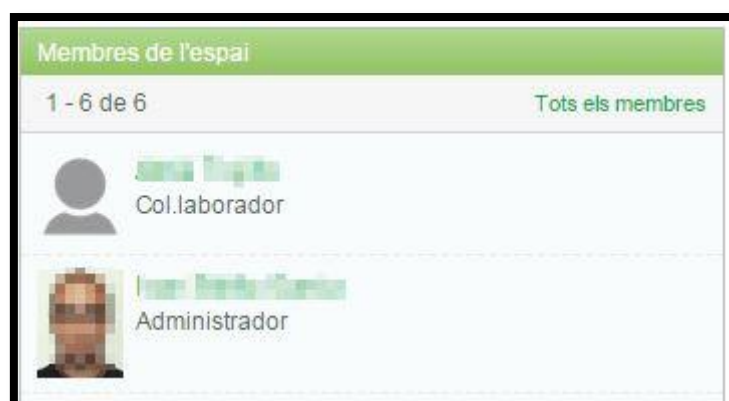 Membres de l'espai
1 - 6 de 6
Tots els membres
Col.laborador
Administrador